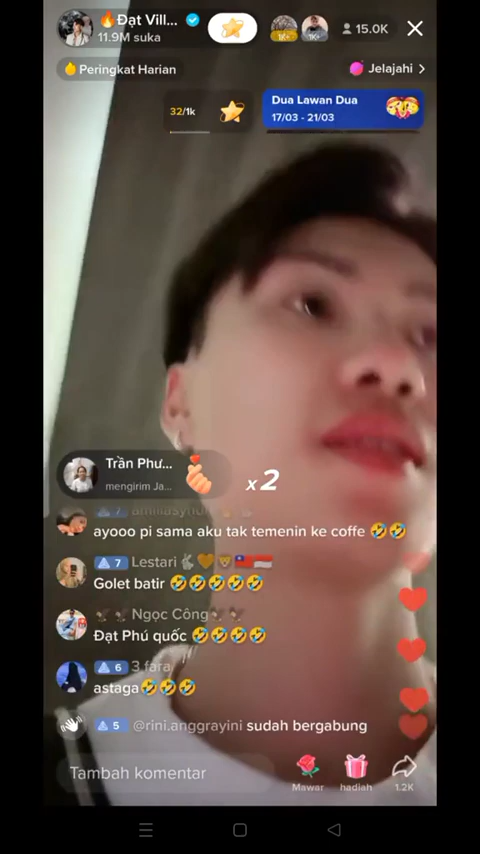 🔥Đạt Vill...
11.9M suka
1K+
1K+
15.0K
Peringkat Harian
Jelajahi >
32/1k
Dua Lawan Dua
17/03 - 21/03
Trần Phư...
mengirim Ja...
x2
7
ayooo pi sama aku tak temenin ke coffe 🤣🤣
7 Lestari🐇🧡🦁🇹🇼🇮🇩
Golet batir 🤣🤣🤣🤣🤣
🦅🦅Ngọc Công🦅🦅
Đạt Phú quốc 🤣🤣🤣🤣
6 3 fara
astaga🤣🤣🤣
5 @rini.anggrayini sudah bergabung
Tambah komentar
Mawar
hadiah
1.2K